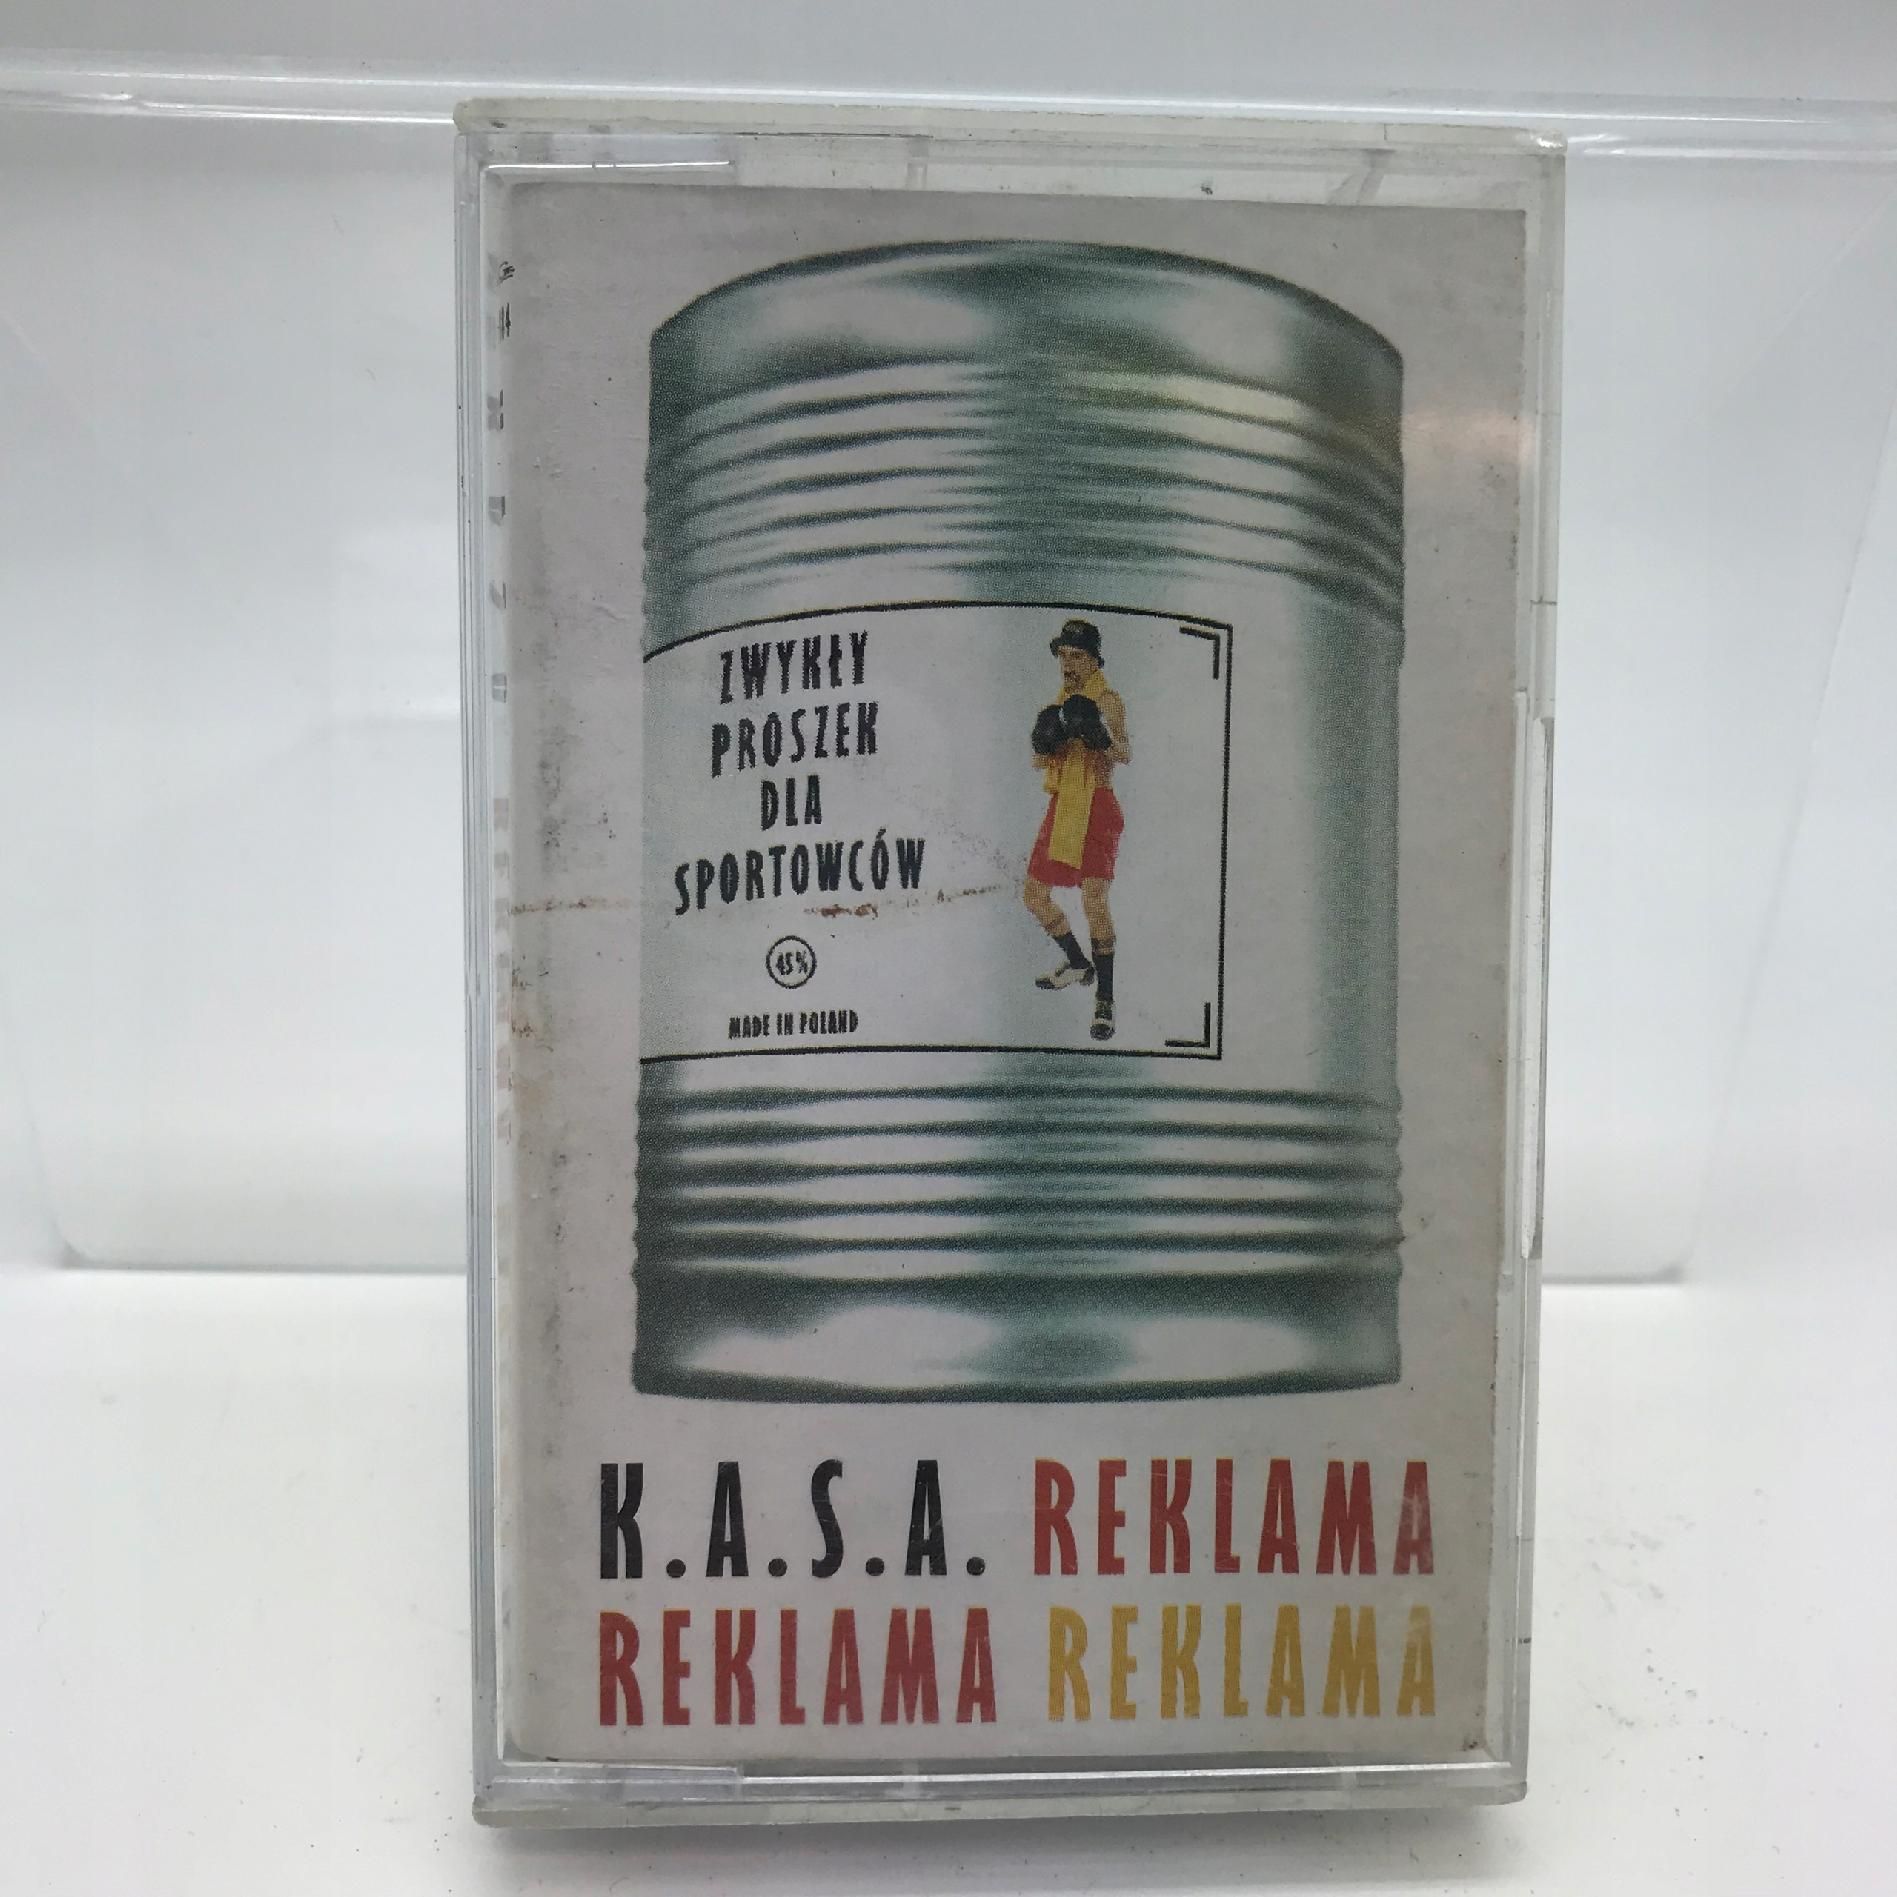 ZWYKŁY
PROSZEK
DLA
SPORTOWCÓW
45%
MADE IN POLAND
K.A.S.A. REKLAMA
REKLAMA REKLAMA